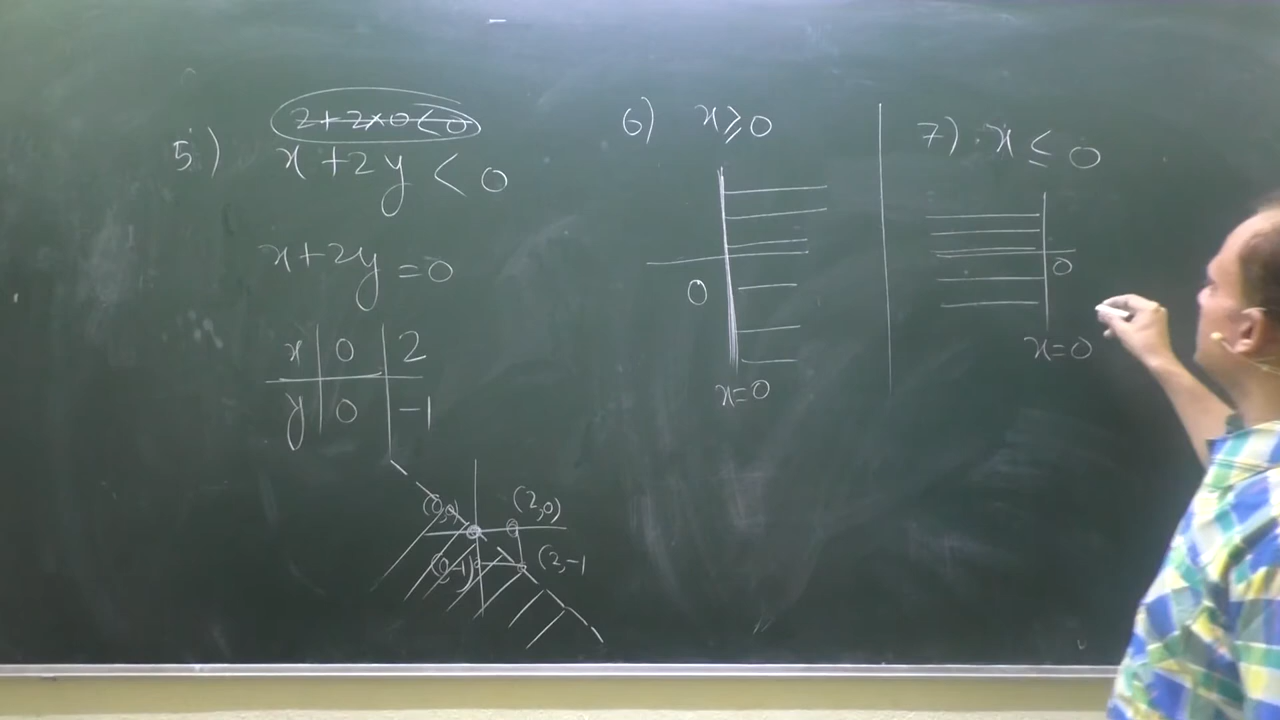 2+2×0<0
5) x+2y<0
x+2y=0
x 0 2
y 0 -1
(0,0) (2,0)
(0,-1) (2,-1
6) x≥0
0
x=0
7) x≤0
0
x=0